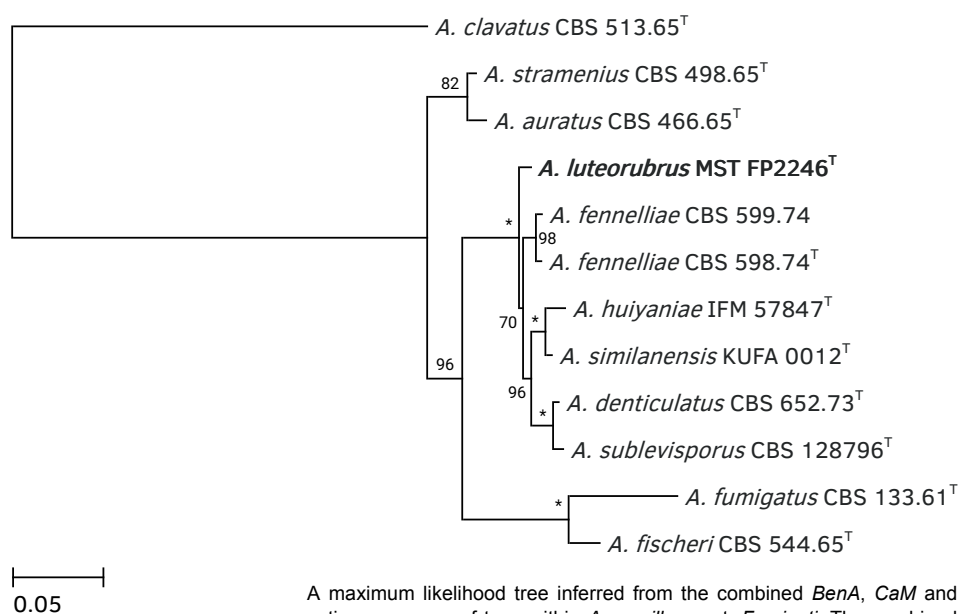 A. clavatus CBS 513.65ᵀ
82
A. stramenius CBS 498.65ᵀ
A. auratus CBS 466.65ᵀ
A. luteorubrus MST FP2246ᵀ
*
A. fennelliae CBS 599.74
98
A. fennelliae CBS 598.74ᵀ
A. huiyaniae IFM 57847ᵀ
70
*
A. similanensis KUFA 0012ᵀ
96
96
A. denticulatus CBS 652.73ᵀ
*
A. sublevisporus CBS 128796ᵀ
A. fumigatus CBS 133.61ᵀ
*
A. fischeri CBS 544.65ᵀ
0.05
A maximum likelihood tree inferred from the combined BenA, CaM and